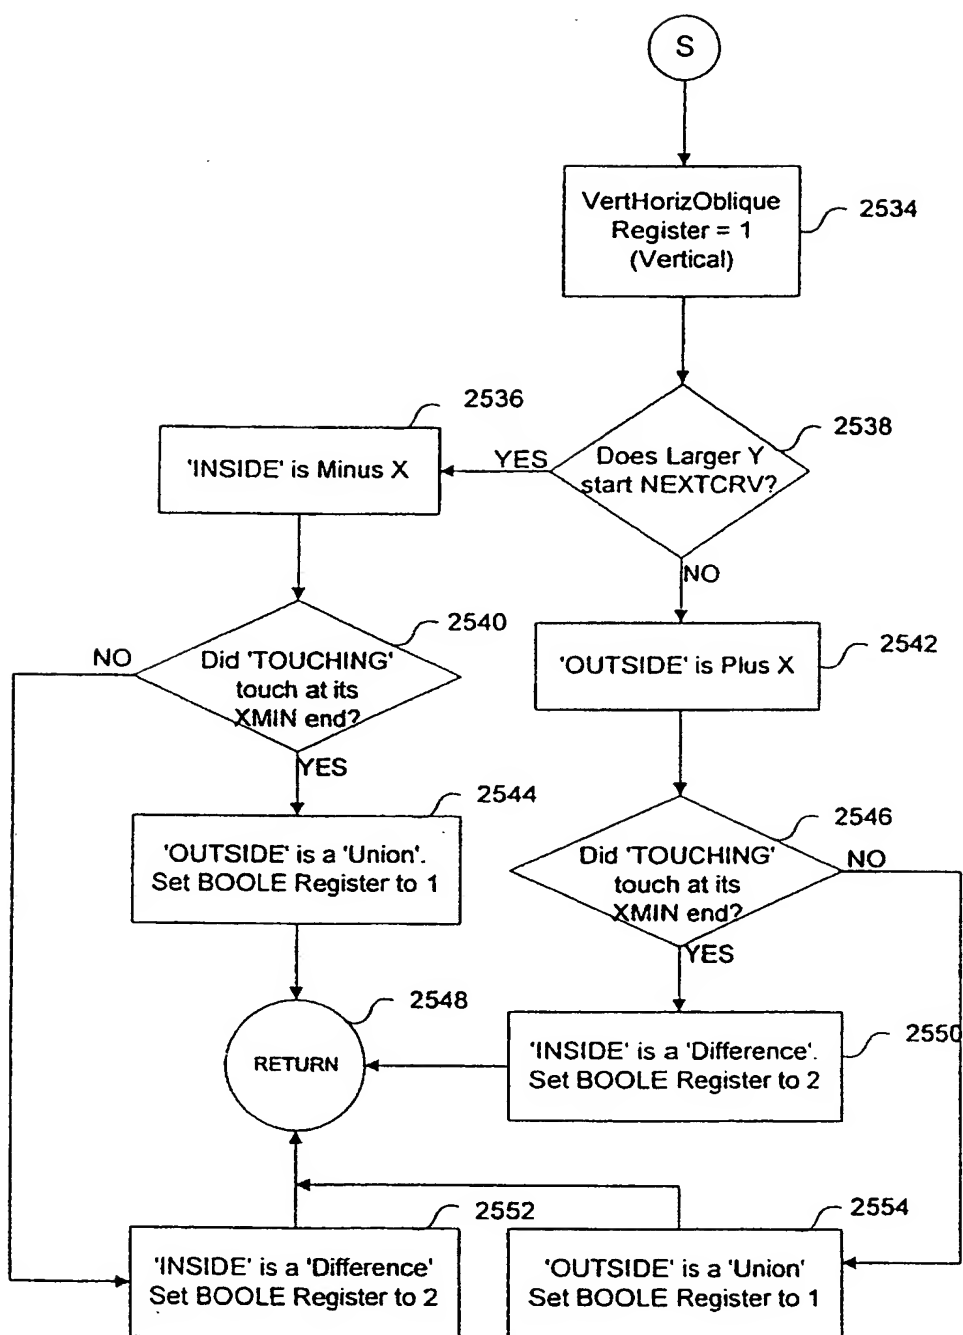 S
VertHorizOblique
Register = 1
(Vertical)
2534
2536
2538
'INSIDE' is Minus X
YES
Does Larger Y
start NEXTCRV?
NO
2540
2542
NO
Did 'TOUCHING'
touch at its
XMIN end?
'OUTSIDE' is Plus X
YES
2544
2546
'OUTSIDE' is a 'Union'.
Set BOOLE Register to 1
Did 'TOUCHING'
touch at its
XMIN end?
NO
YES
2548
2550
RETURN
'INSIDE' is a 'Difference'.
Set BOOLE Register to 2
2552
2554
'INSIDE' is a 'Difference'
Set BOOLE Register to 2
'OUTSIDE' is a 'Union'
Set BOOLE Register to 1